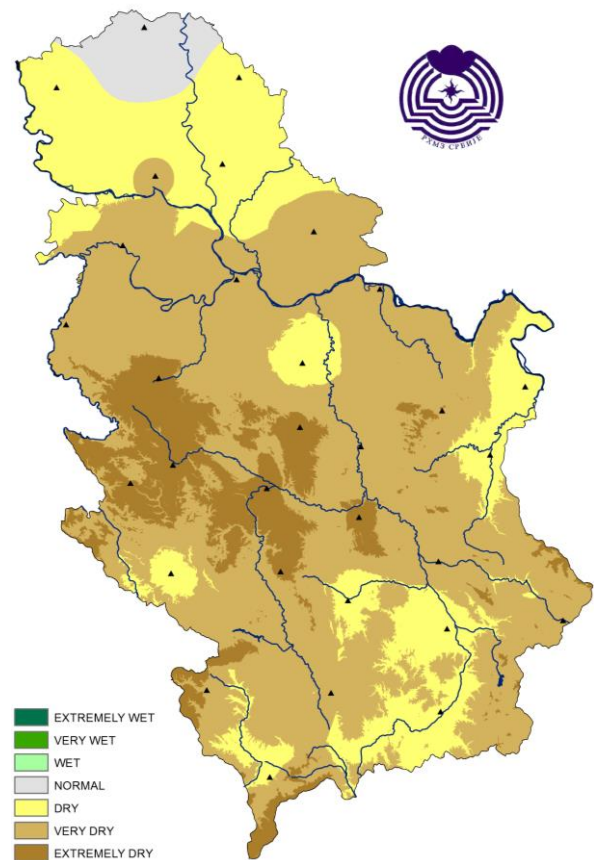 РХМЗ СРБИЈЕ
EXTREMELY WET
VERY WET
WET
NORMAL
DRY
VERY DRY
EXTREMELY DRY